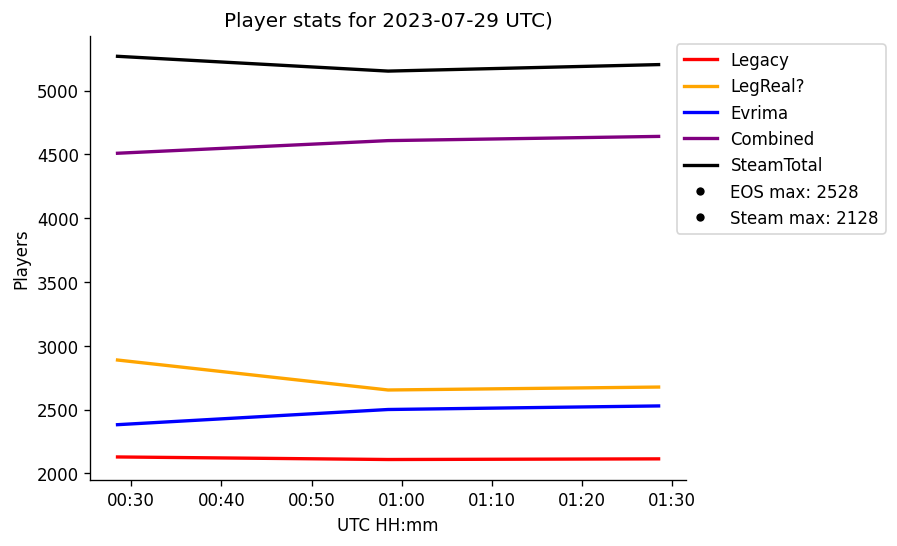 Player stats for 2023-07-29 UTC)
Legacy
LegReal?
Evrima
Combined
SteamTotal
EOS max: 2528
Steam max: 2128
5000
4500
4000
3500
3000
2500
2000
Players
00:30 00:40 00:50 01:00 01:10 01:20 01:30
UTC HH:mm